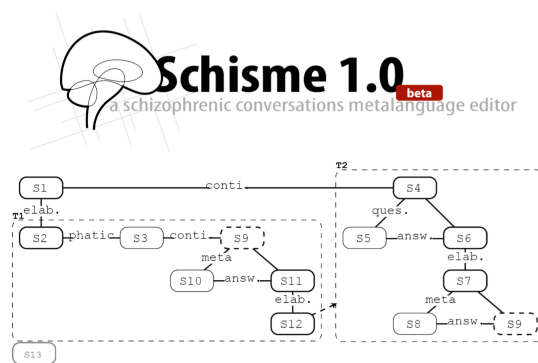 Schisme 1.0
beta
a schizophrenic conversations metalanguage editor
T2
S1 conti. S4
elab. ques.
T1
S2 phatic S3 conti. S9 S5 answ. S6
meta elab.
S10 answ. S11 S7
elab. meta
S12 S8 answ. S9
S13